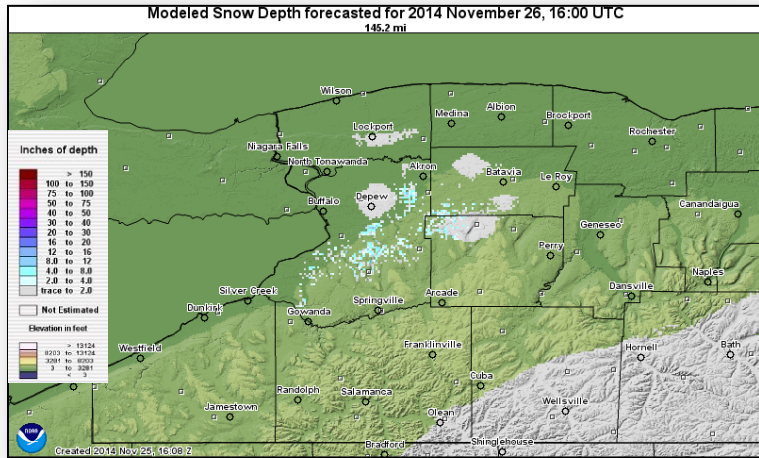 Modeled Snow Depth forecasted for 2014 November 26, 16:00 UTC
145.2 mi
Wilson
Medina
Albion
Brockport
Lockport
Rochester
Niagara Falls
North Tonawanda
Akron
Batavia
Le Roy
Depew
Buffalo
Canandaigua
Geneseo
Perry
Naples
Silver Creek
Dansville
Dunkirk
Gowanda
Springville
Arcade
Westfield
Franklinville
Hornell
Bath
Cuba
Randolph
Salamanca
Wellsville
Jamestown
Olean
Bradford
Shinglehouse
Inches of depth
> 150
100 to 150
75 to 100
50 to 75
40 to 50
30 to 40
20 to 30
16 to 20
12 to 16
8.0 to 12
4.0 to 8.0
2.0 to 4.0
trace to 2.0
Not Estimated
Elevation in feet
> 13124
8203 to 13124
3281 to 8203
3 to 3281
< 3
Created 2014 Nov 25, 16:08 Z